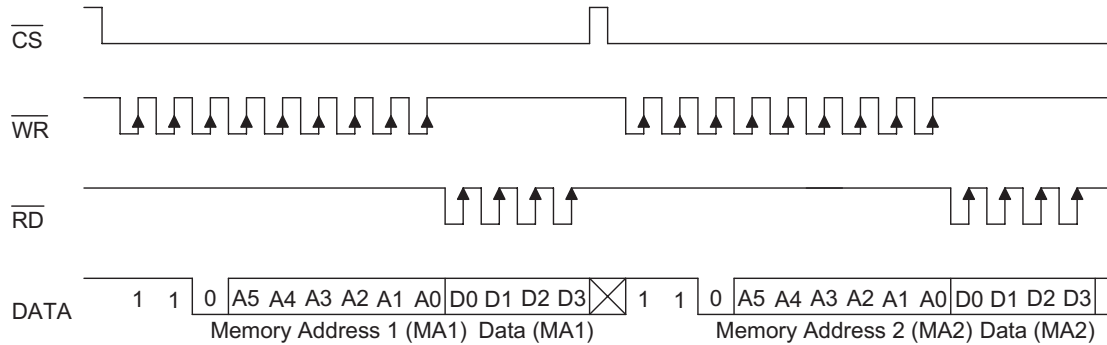 CS
WR
RD
DATA 1 1 0 A5 A4 A3 A2 A1 A0 D0 D1 D2 D3 1 1 0 A5 A4 A3 A2 A1 A0 D0 D1 D2 D3
Memory Address 1 (MA1) Data (MA1) Memory Address 2 (MA2) Data (MA2)